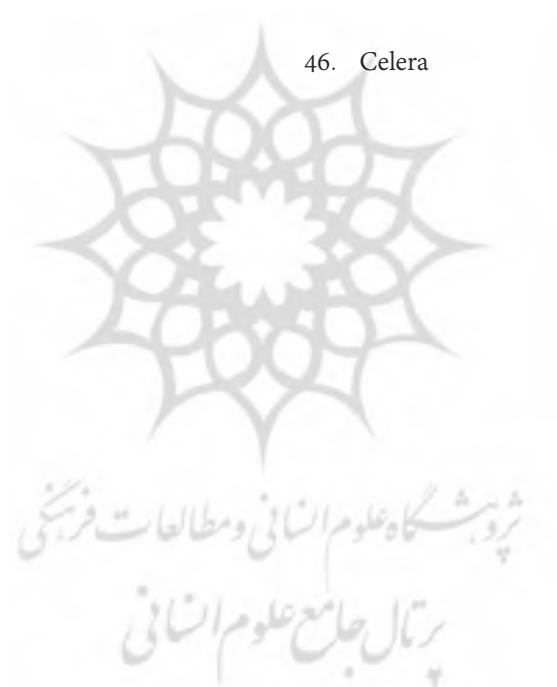 46. Celera
پژوهشگاه علوم انسانی و مطالعات فرهنگی
پرتال جامع علوم انسانی